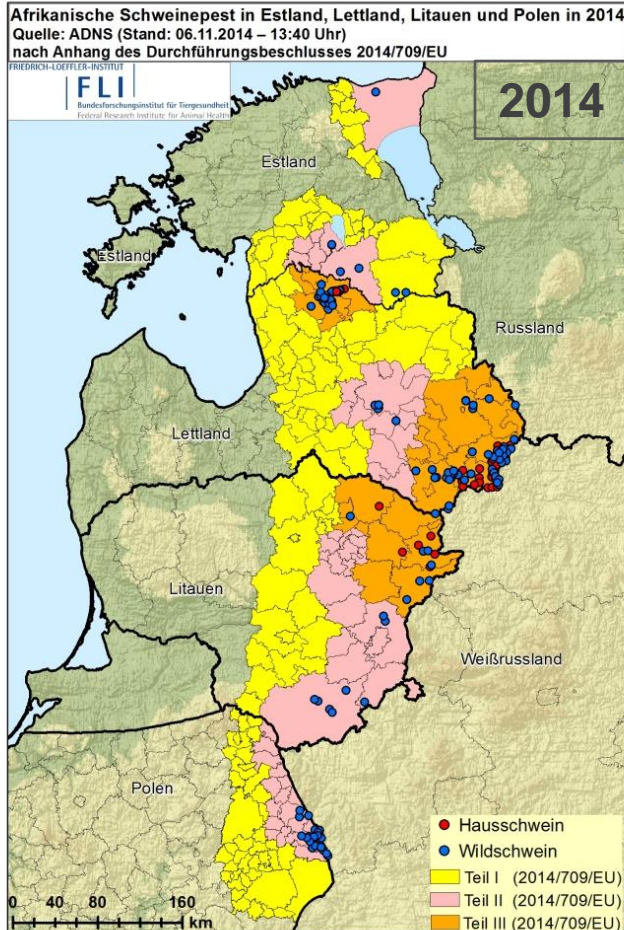 Afrikanische Schweinepest in Estland, Lettland, Litauen und Polen in 2014
Quelle: ADNS (Stand: 06.11.2014 – 13:40 Uhr)
nach Anhang des Durchführungsbeschlusses 2014/709/EU
FRIEDRICH-LOEFFLER-INSTITUT
FLI
Bundesforschungsinstitut für Tiergesundheit
Federal Research Institute for Animal Health
2014
Estland
Estland
Russland
Lettland
Litauen
Weißrussland
Polen
Hausschwein
Wildschwein
Teil I (2014/709/EU)
Teil II (2014/709/EU)
Teil III (2014/709/EU)
0 40 80 160
km